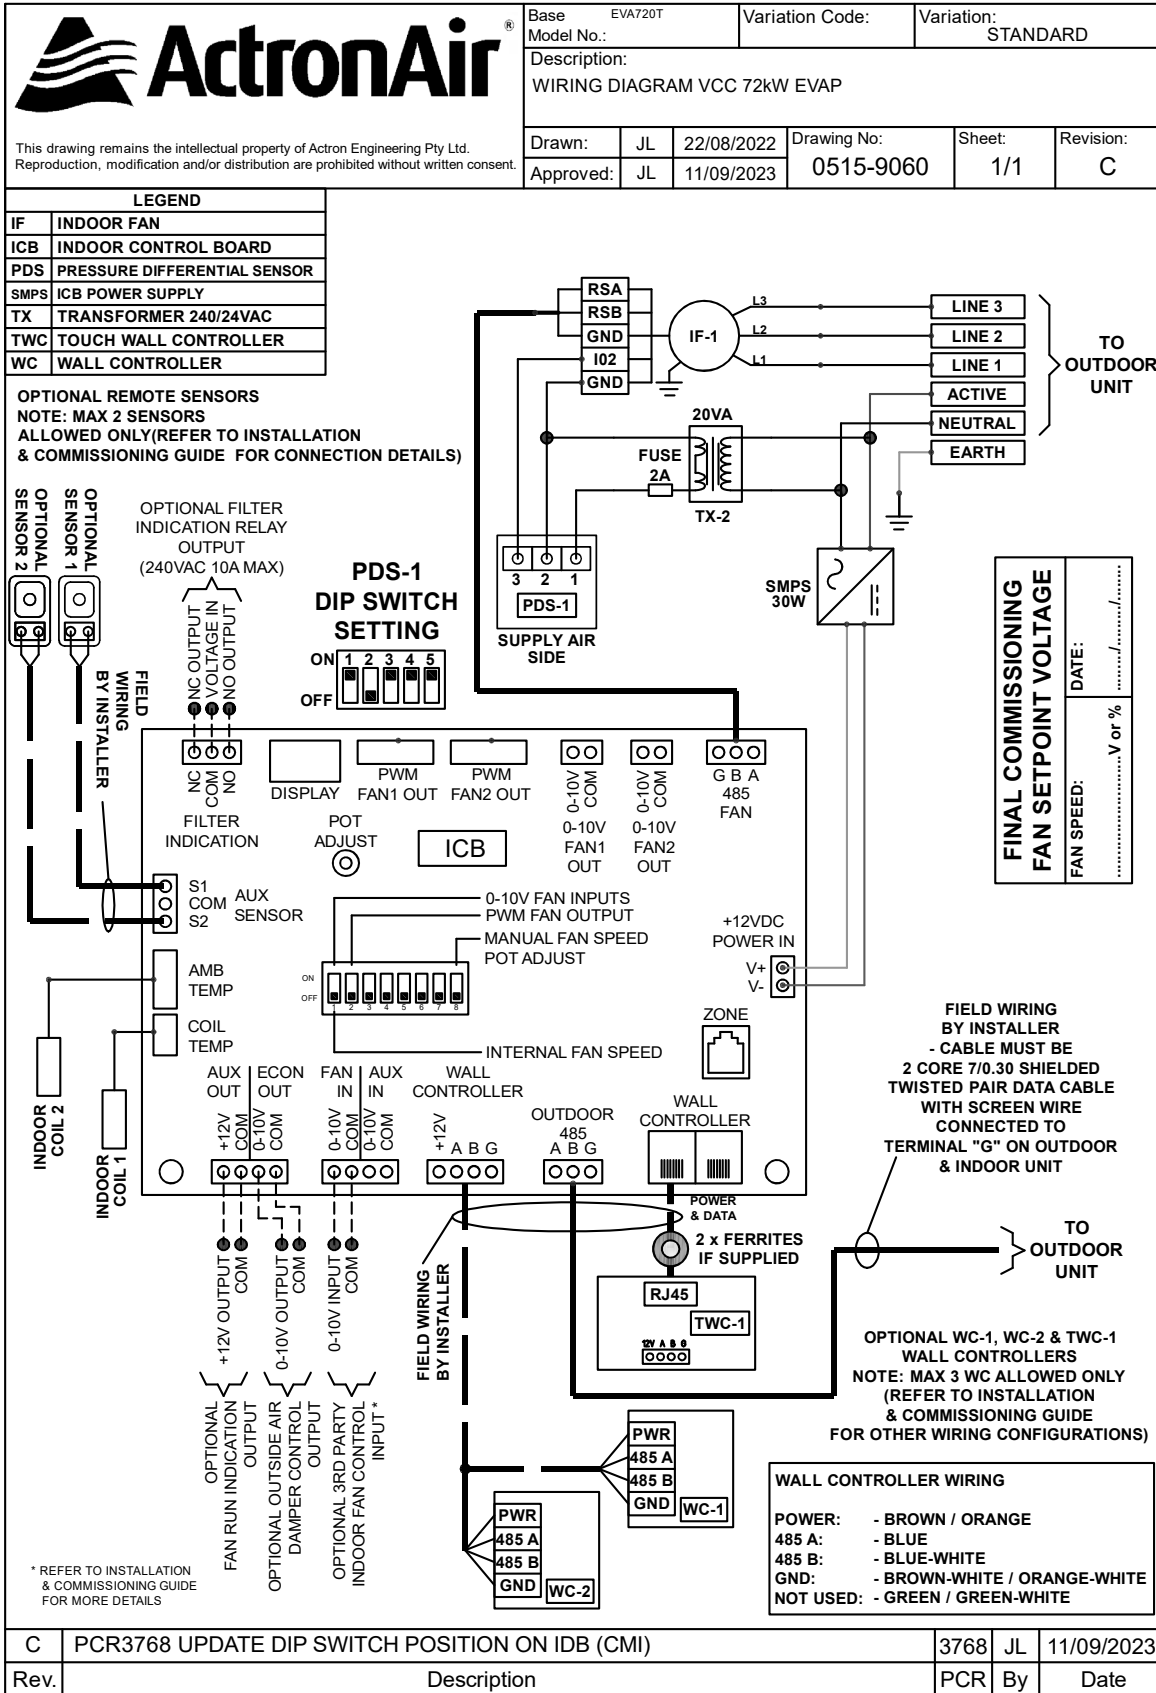 ActronAir®
This drawing remains the intellectual property of Actron Engineering Pty Ltd.
Reproduction, modification and/or distribution are prohibited without written consent.
Base Model No.: EVA720T
Variation Code:
Variation: STANDARD
Description:
WIRING DIAGRAM VCC 72kW EVAP
Drawn: JL 22/08/2022
Approved: JL 11/09/2023
Drawing No: 0515-9060
Sheet: 1/1
Revision: C
LEGEND
IF INDOOR FAN
ICB INDOOR CONTROL BOARD
PDS PRESSURE DIFFERENTIAL SENSOR
SMPS ICB POWER SUPPLY
TX TRANSFORMER 240/24VAC
TWC TOUCH WALL CONTROLLER
WC WALL CONTROLLER
OPTIONAL REMOTE SENSORS
NOTE: MAX 2 SENSORS
ALLOWED ONLY(REFER TO INSTALLATION
& COMMISSIONING GUIDE FOR CONNECTION DETAILS)
RSA
RSB
GND
I02
GND
IF-1
L3
L2
L1
LINE 3
LINE 2
LINE 1
ACTIVE
NEUTRAL
EARTH
TO
OUTDOOR
UNIT
20VA
FUSE
2A
TX-2
3 2 1
PDS-1
SUPPLY AIR
SIDE
SMPS
30W
OPTIONAL
SENSOR 2
OPTIONAL
SENSOR 1
OPTIONAL FILTER
INDICATION RELAY
OUTPUT
(240VAC 10A MAX)
NC OUTPUT
VOLTAGE IN
NO OUTPUT
PDS-1
DIP SWITCH
SETTING
ON 1 2 3 4 5
OFF
FIELD
WIRING
BY INSTALLER
FINAL COMMISSIONING
FAN SETPOINT VOLTAGE
DATE: ........./........./.........
FAN SPEED: ................................ V or %
NC
COM
NO
FILTER
INDICATION
DISPLAY
PWM
FAN1 OUT
PWM
FAN2 OUT
0-10V
COM
0-10V
FAN1
OUT
0-10V
COM
0-10V
FAN2
OUT
G B A
485
FAN
POT
ADJUST
ICB
S1
COM
S2
AUX
SENSOR
0-10V FAN INPUTS
PWM FAN OUTPUT
MANUAL FAN SPEED
POT ADJUST
ON
OFF
1 2 3 4 5 6 7 8
INTERNAL FAN SPEED
+12VDC
POWER IN
V+
V-
AMB
TEMP
COIL
TEMP
ZONE
INDOOR
COIL 2
INDOOR
COIL 1
AUX
OUT
ECON
OUT
FAN
IN
AUX
IN
WALL
CONTROLLER
OUTDOOR
485
WALL
CONTROLLER
+12V
COM
0-10V
COM
0-10V
COM
0-10V
COM
+12V
A B G
A B G
FIELD WIRING
BY INSTALLER
- CABLE MUST BE
2 CORE 7/0.30 SHIELDED
TWISTED PAIR DATA CABLE
WITH SCREEN WIRE
CONNECTED TO
TERMINAL "G" ON OUTDOOR
& INDOOR UNIT
POWER
& DATA
2 x FERRITES
IF SUPPLIED
TO
OUTDOOR
UNIT
RJ45
TWC-1
12V A B G
+12V OUTPUT
COM
0-10V OUTPUT
COM
0-10V INPUT
COM
FIELD WIRING
BY INSTALLER
OPTIONAL
FAN RUN INDICATION
OUTPUT
OPTIONAL OUTSIDE AIR
DAMPER CONTROL
OUTPUT
OPTIONAL 3RD PARTY
INDOOR FAN CONTROL
INPUT *
OPTIONAL WC-1, WC-2 & TWC-1
WALL CONTROLLERS
NOTE: MAX 3 WC ALLOWED ONLY
(REFER TO INSTALLATION
& COMMISSIONING GUIDE
FOR OTHER WIRING CONFIGURATIONS)
PWR
485 A
485 B
GND
WC-1
PWR
485 A
485 B
GND
WC-2
WALL CONTROLLER WIRING
POWER: - BROWN / ORANGE
485 A: - BLUE
485 B: - BLUE-WHITE
GND: - BROWN-WHITE / ORANGE-WHITE
NOT USED: - GREEN / GREEN-WHITE
* REFER TO INSTALLATION
& COMMISSIONING GUIDE
FOR MORE DETAILS
C PCR3768 UPDATE DIP SWITCH POSITION ON IDB (CMI) 3768 JL 11/09/2023
Rev. Description PCR By Date